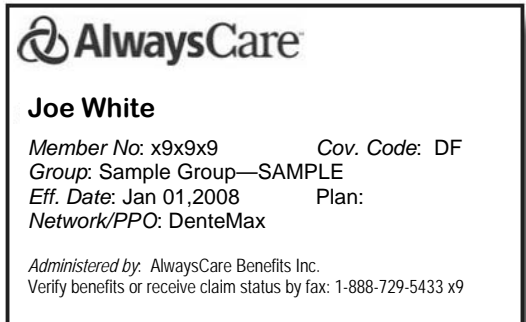 AlwaysCare
Joe White
Member No: x9x9x9 Cov. Code: DF
Group: Sample Group—SAMPLE
Eff. Date: Jan 01,2008 Plan:
Network/PPO: DenteMax
Administered by: AlwaysCare Benefits Inc.
Verify benefits or receive claim status by fax: 1-888-729-5433 x9